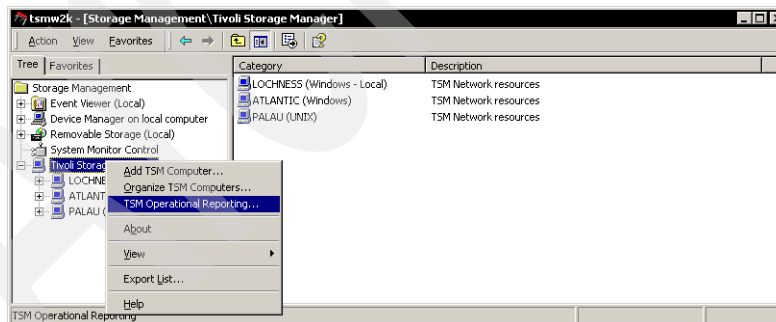 tsmw2k - [Storage Management\Tivoli Storage Manager]
Action View Favorites
Tree Favorites Category Description
Storage Management
Event Viewer (Local)
Device Manager on local computer
Removable Storage (Local)
System Monitor Control
Tivoli Storag
LOCHNE
ATLANT
PALAU (
LOCHNESS (Windows - Local) TSM Network resources
ATLANTIC (Windows) TSM Network resources
PALAU (UNIX) TSM Network resources
Add TSM Computer...
Organize TSM Computers...
TSM Operational Reporting...
About
View
Export List...
Help
TSM Operational Reporting